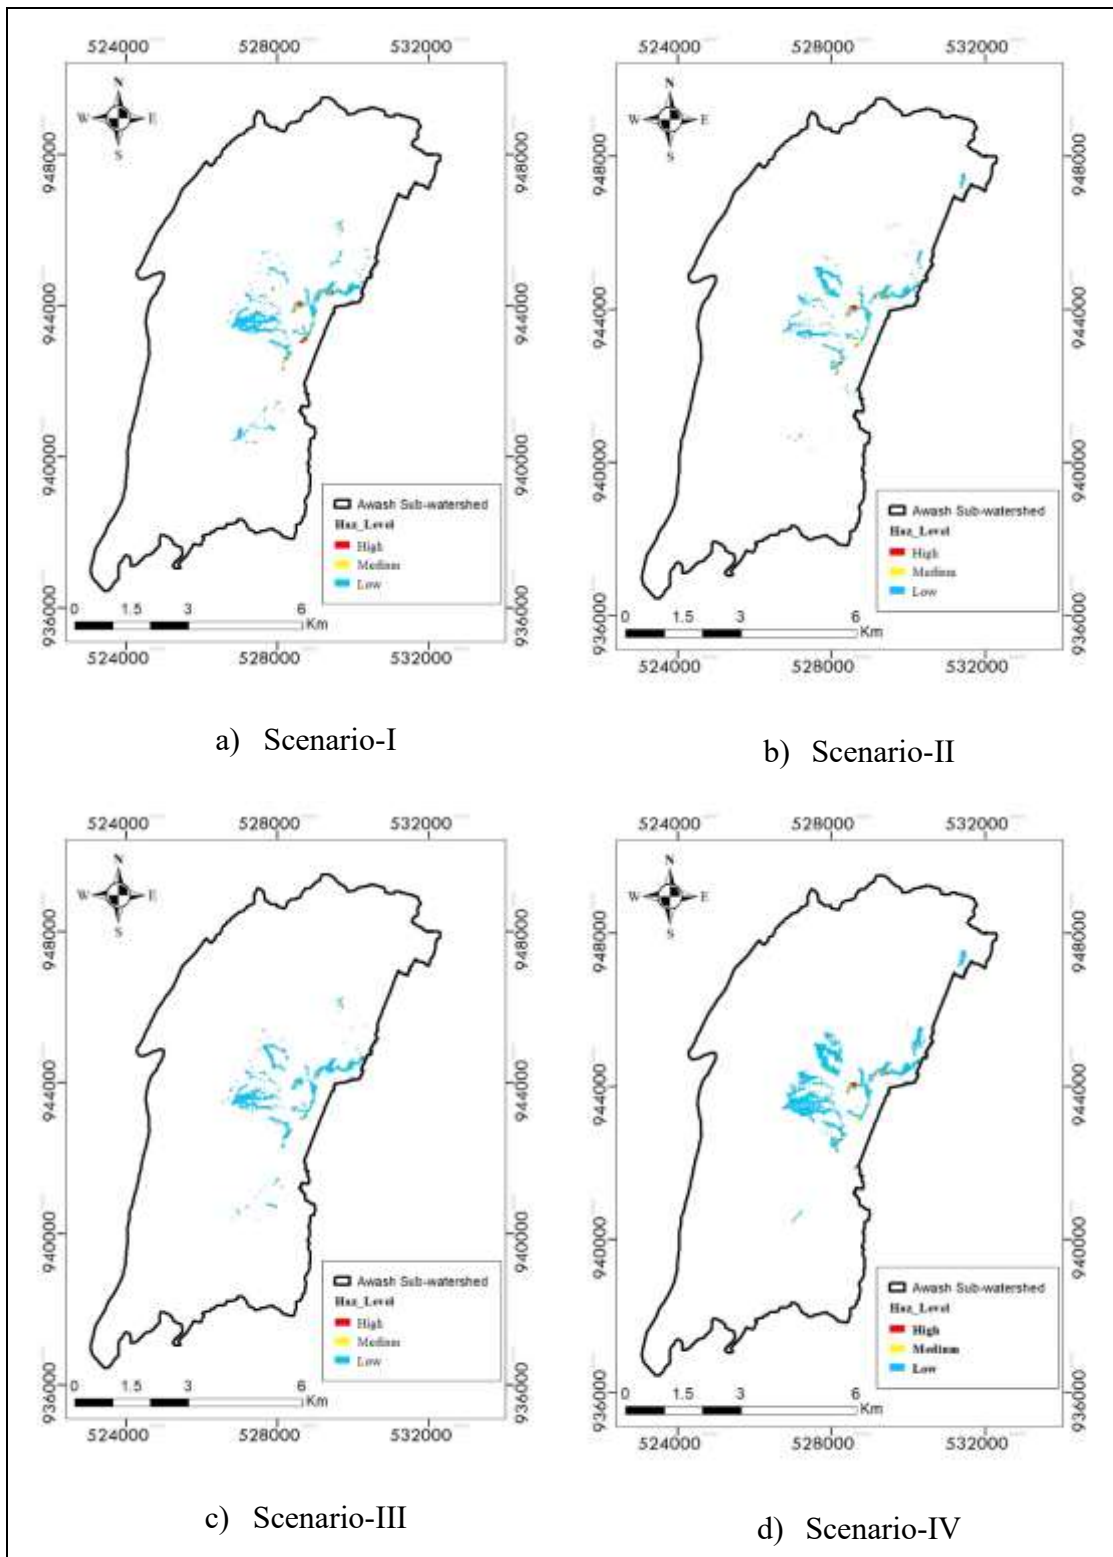 524000 528000 532000
N
W E
S
948000 948000
944000 944000
940000 940000
936000 936000
Awash Sub-watershed
Haz_Level
High
Medium
Low
0 1.5 3 6
Km
524000 528000 532000
a) Scenario-I
524000 528000 532000
N
W E
S
948000 948000
944000 944000
940000 940000
936000 936000
Awash Sub-watershed
Haz_Level
High
Medium
Low
0 1.5 3 6
Km
524000 528000 532000
b) Scenario-II
524000 528000 532000
N
W E
S
948000 948000
944000 944000
940000 940000
936000 936000
Awash Sub-watershed
Haz_Level
High
Medium
Low
0 1.5 3 6
Km
524000 528000 532000
c) Scenario-III
524000 528000 532000
N
W E
S
948000 948000
944000 944000
940000 940000
936000 936000
Awash Sub-watershed
Haz_Level
High
Medium
Low
0 1.5 3 6
Km
524000 528000 532000
d) Scenario-IV